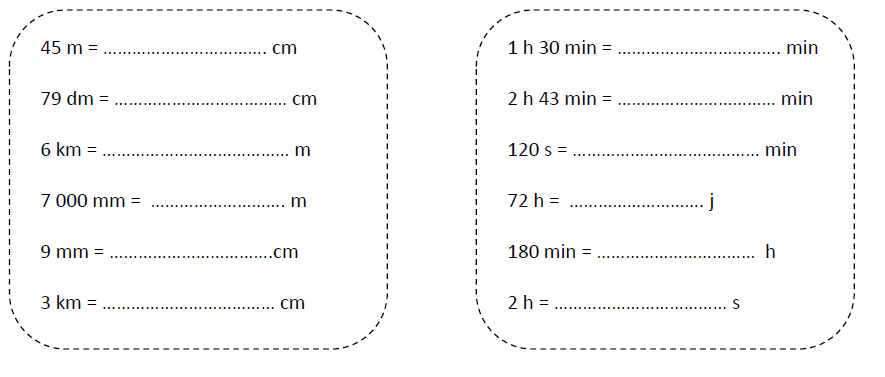 45 m = .................................. cm
79 dm = .................................... cm
6 km = ....................................... m
7 000 mm = ............................ m
9 mm = ..................................cm
3 km = .................................... cm
1 h 30 min = .................................. min
2 h 43 min = ................................. min
120 s = ....................................... min
72 h = ............................ j
180 min = ................................. h
2 h = .................................... s